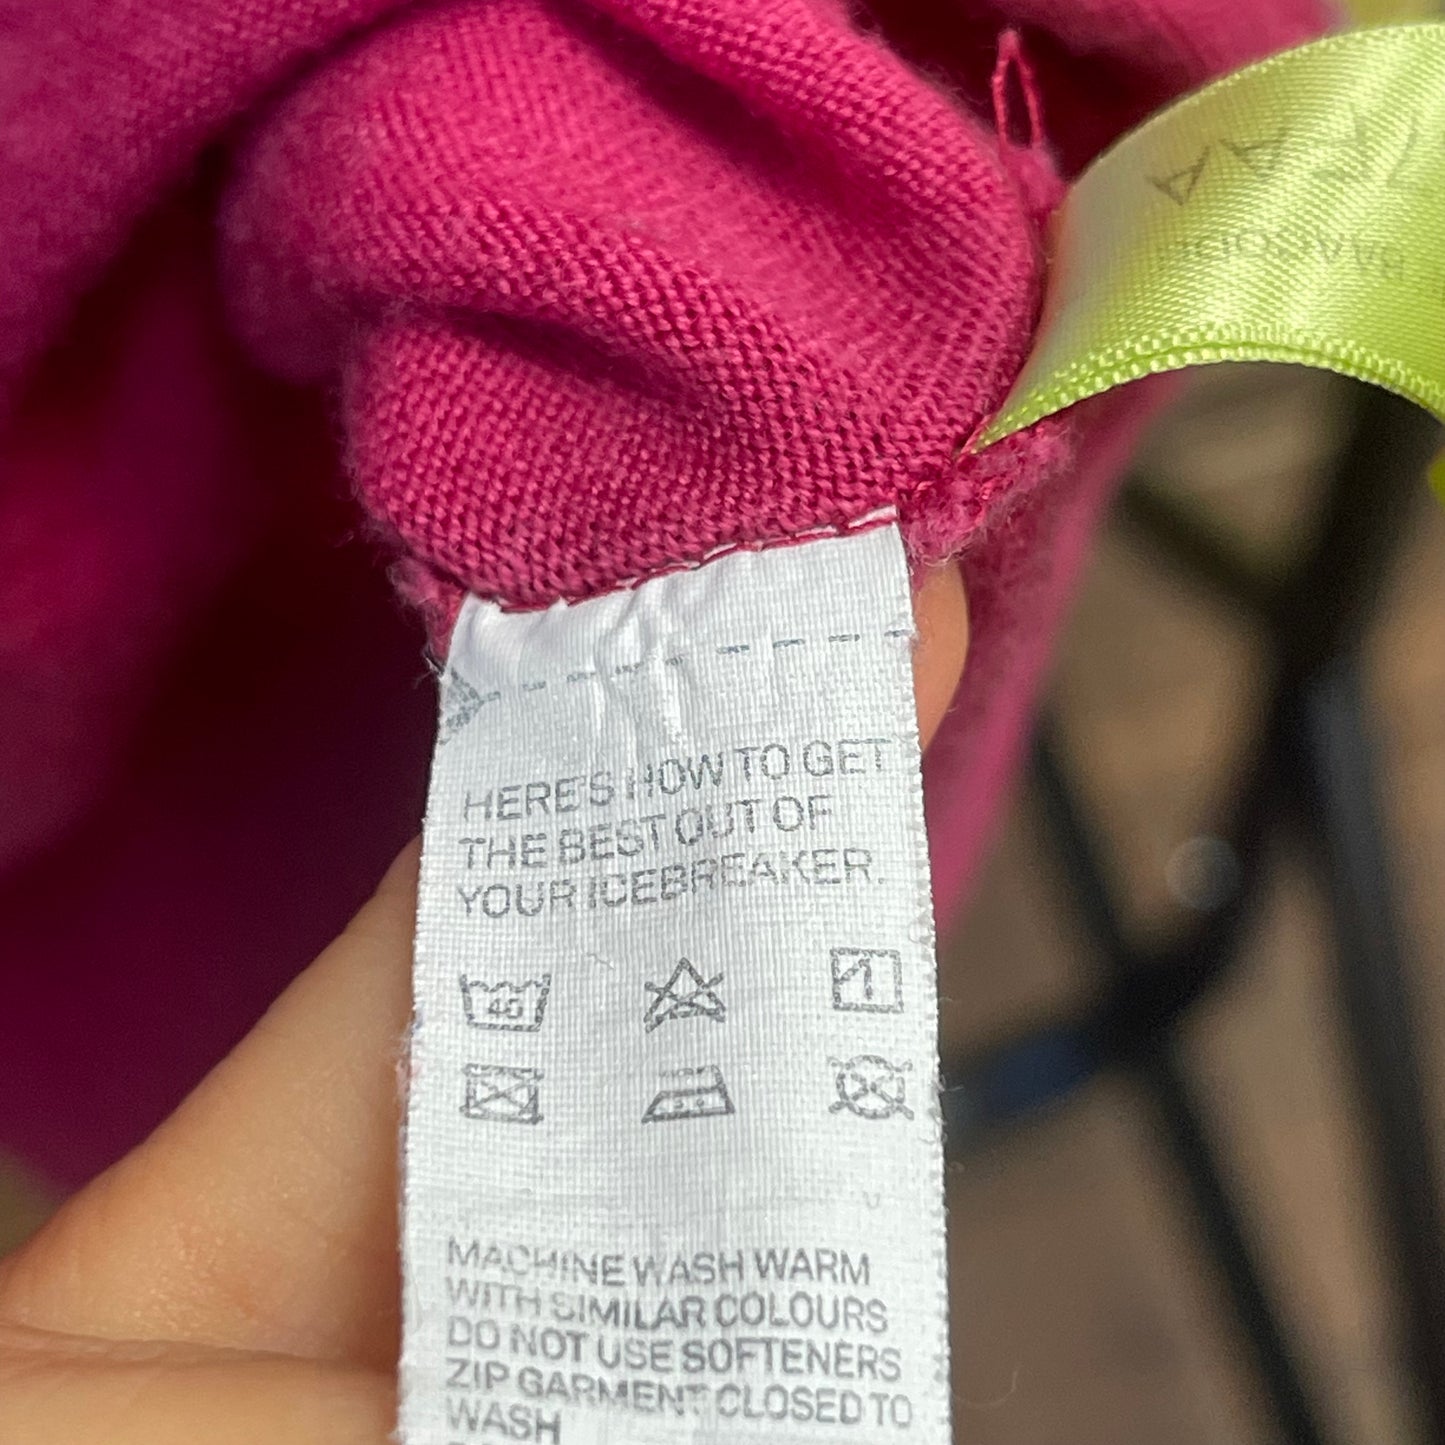 HERE'S HOW TO GET
THE BEST OUT OF
YOUR ICEBREAKER.
MACHINE WASH WARM
WITH SIMILAR COLOURS
DO NOT USE SOFTENERS
ZIP GARMENT CLOSED TO
WASH